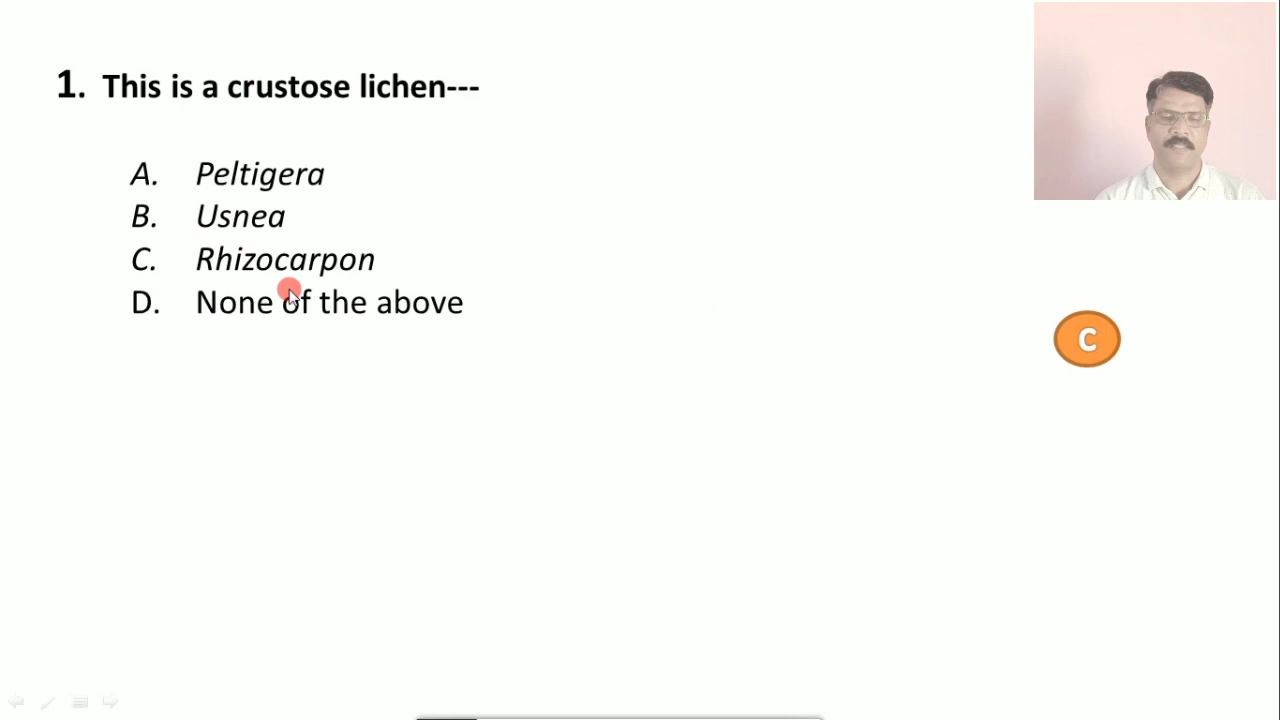 1. This is a crustose lichen---
A. Peltigera
B. Usnea
C. Rhizocarpon
D. None of the above
C